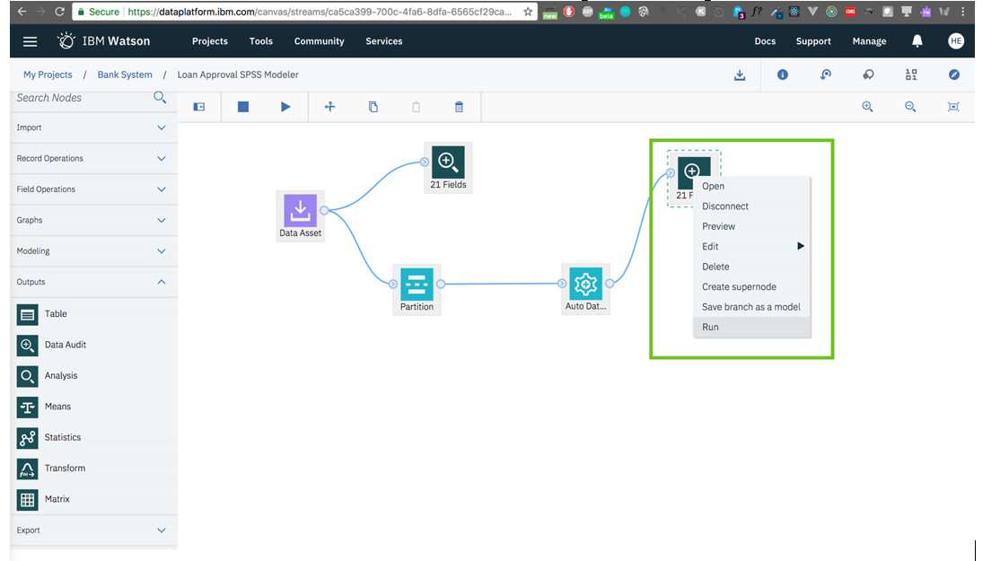 Secure https://dataplatform.ibm.com/canvas/streams/ca5ca399-700c-4fa6-8dfa-6565cf29ca...
new
beta
3
f?
IBM Watson Projects Tools Community Services Docs Support Manage HE
My Projects / Bank System / Loan Approval SPSS Modeler
Search Nodes
Import
Record Operations
Field Operations
Graphs
Modeling
Outputs
Table
Data Audit
Analysis
Means
Statistics
Transform
Matrix
Export
21 Fields
Data Asset
Partition
Auto Dat...
21 F
Open
Disconnect
Preview
Edit
Delete
Create supernode
Save branch as a model
Run